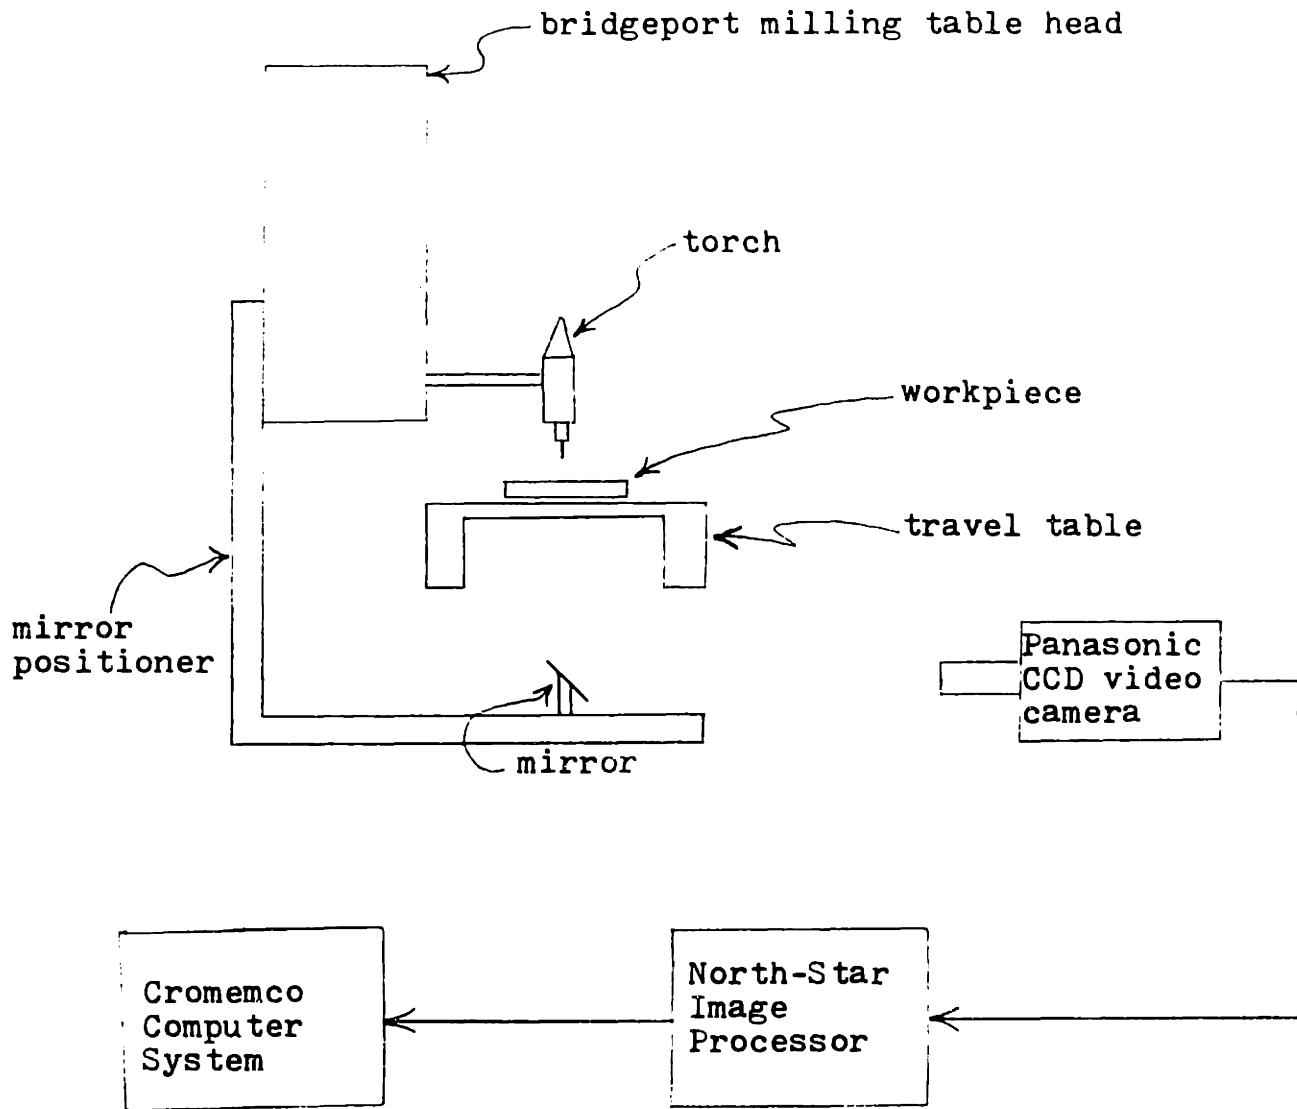 bridgeport milling table head
torch
workpiece
travel table
mirror
positioner
Panasonic
CCD video
camera
mirror
Cromemco
Computer
System
North-Star
Image
Processor